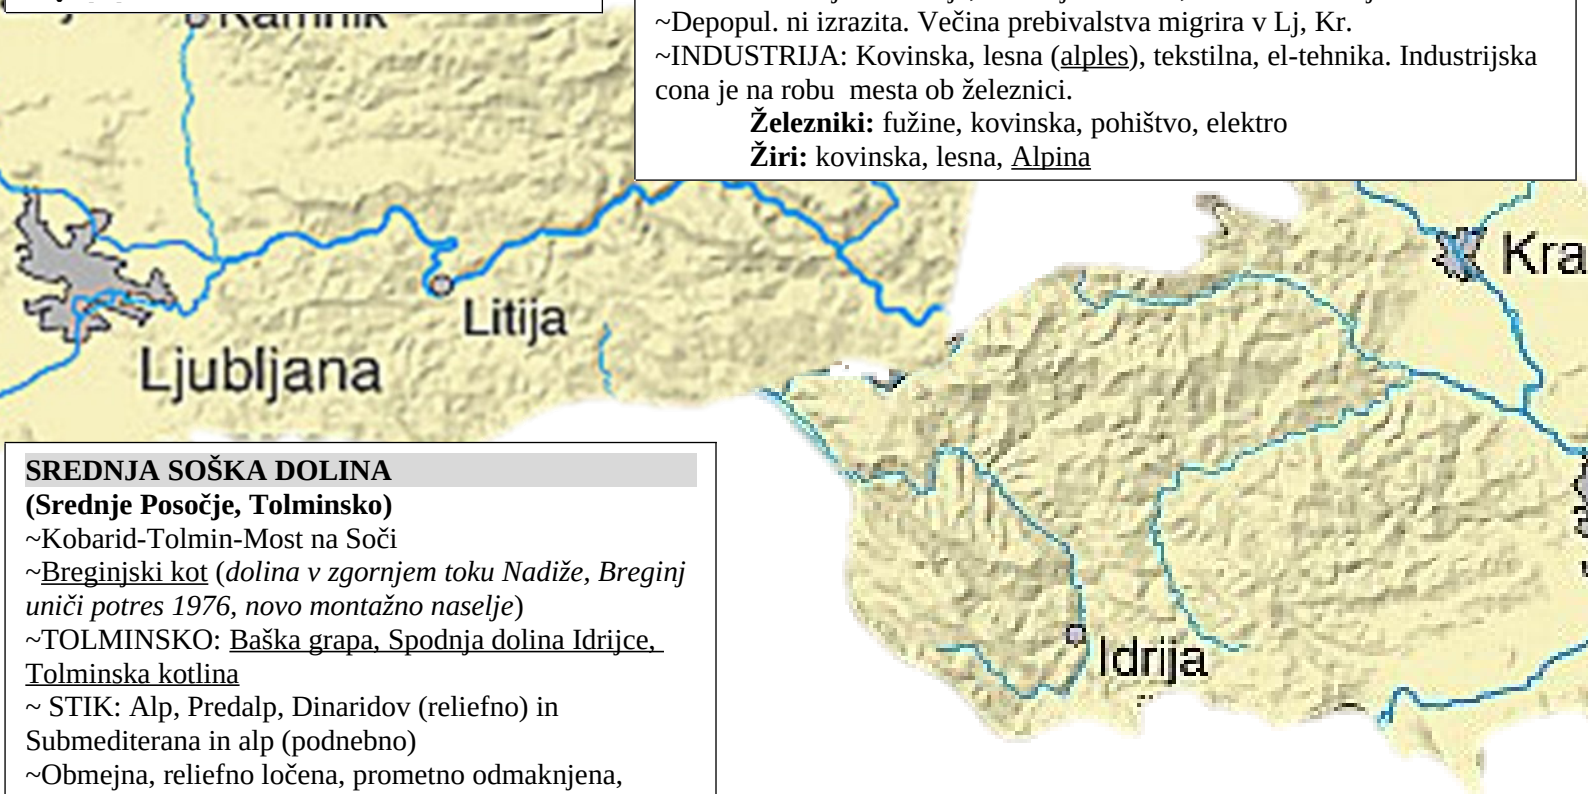 Kamnik
~Depopul. ni izrazita. Večina prebivalstva migrira v Lj, Kr.
~INDUSTRIJA: Kovinska, lesna (alples), tekstilna, el-tehnika. Industrijska
cona je na robu  mesta ob železnici.
Železniki: fužine, kovinska, pohištvo, elektro
Žiri: kovinska, lesna, Alpina
Kra
Litija
Ljubljana
SREDNJA SOŠKA DOLINA
(Srednje Posočje, Tolminsko)
~Kobarid-Tolmin-Most na Soči
~Breginjski kot (dolina v zgornjem toku Nadiže, Breginj
uniči potres 1976, novo montažno naselje)
~TOLMINSKO: Baška grapa, Spodnja dolina Idrijce,
Tolminska kotlina
~ STIK: Alp, Predalp, Dinaridov (reliefno) in
Submediterana in alp (podnebno)
~Obmejna, reliefno ločena, prometno odmaknjena,
Idrija